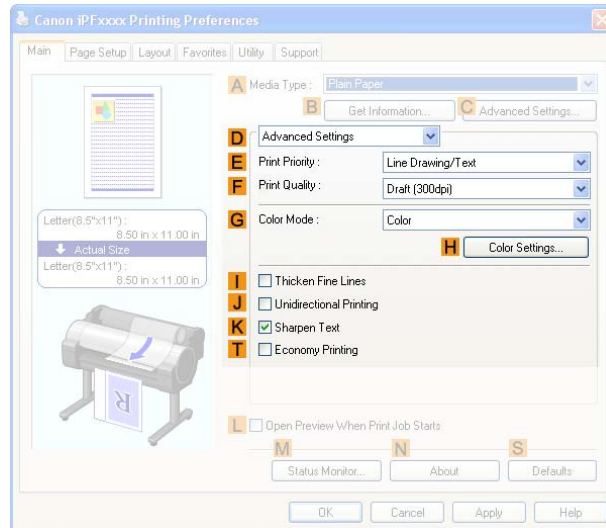 Canon iPFxxxx Printing Preferences
Main Page Setup Layout Favorites Utility Support
A Media Type : Plain Paper
B Get Information... C Advanced Settings...
D Advanced Settings
E Print Priority : Line Drawing/Text
F Print Quality : Draft (300dpi)
G Color Mode : Color
H Color Settings...
Letter(8.5"x11") :
8.50 in x 11.00 in
Actual Size
Letter(8.5"x11") :
8.50 in x 11.00 in
I Thicken Fine Lines
J Unidirectional Printing
K Sharpen Text
T Economy Printing
R
L Open Preview When Print Job Starts
M N S
Status Monitor... About Defaults
OK Cancel Apply Help